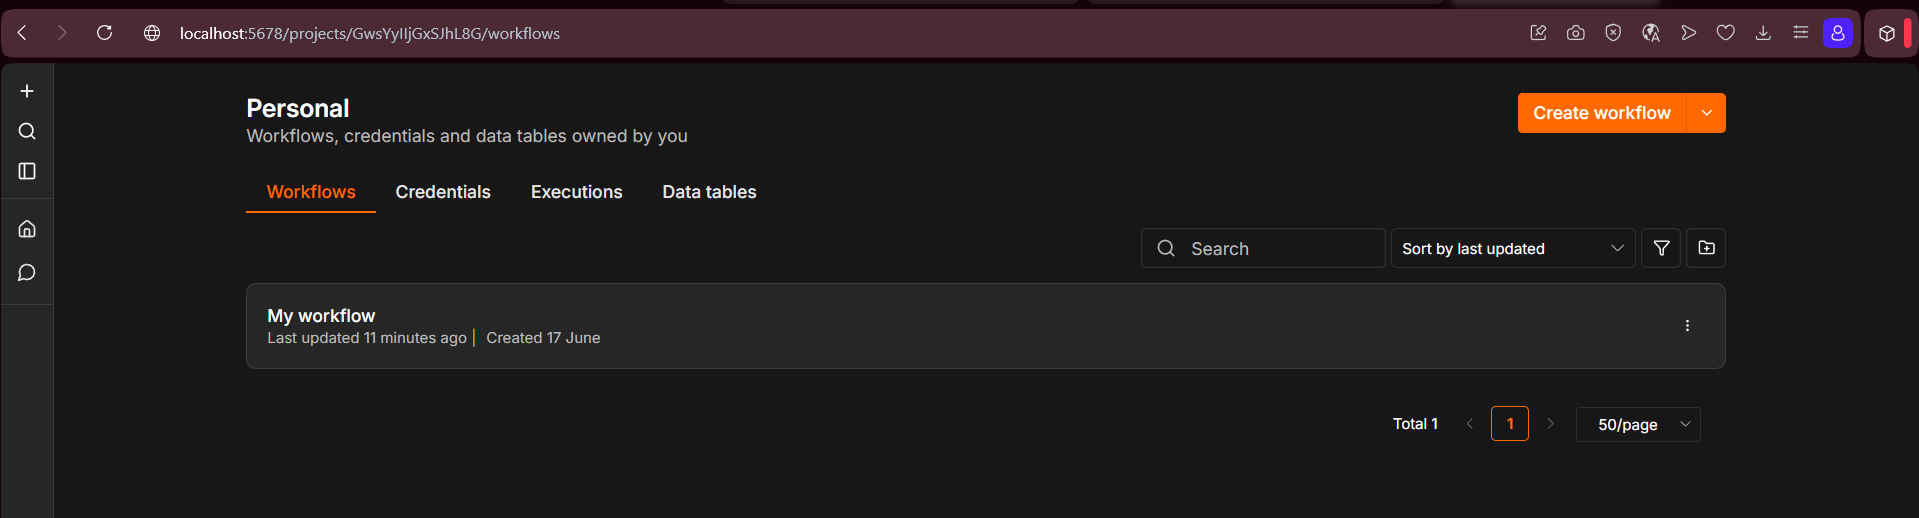 localhost:5678/projects/GwsYyIIjGxSJhL8G/workflows
Personal
Workflows, credentials and data tables owned by you
Create workflow
Workflows Credentials Executions Data tables
Search Sort by last updated
My workflow
Last updated 11 minutes ago | Created 17 June
Total 1 1 50/page